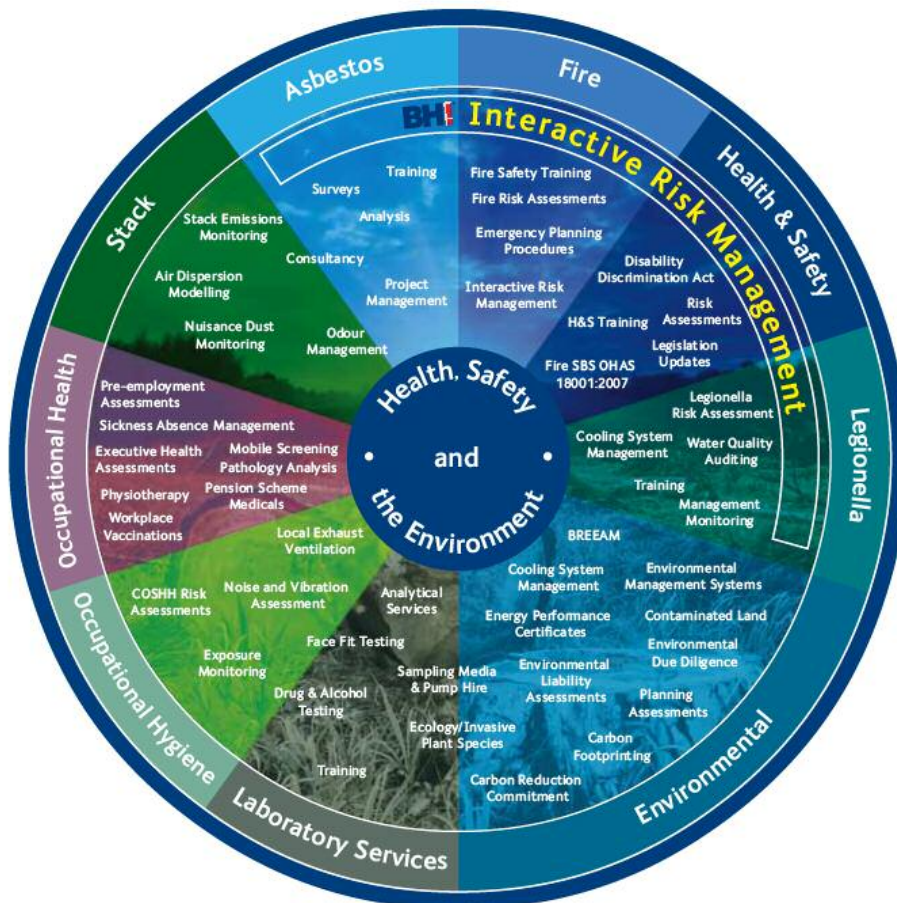 Asbestos
Fire
Health & Safety
Legionella
Environmental
Laboratory Services
Occupational Hygiene
Occupational Health
Stack
BHI Interactive Risk Management
Health, Safety
and
the Environment
Training
Surveys
Analysis
Consultancy
Project
Management
Fire Safety Training
Fire Risk Assessments
Emergency Planning
Procedures
Interactive Risk
Management
Disability
Discrimination Act
Risk
Assessments
H&S Training
Legislation
Updates
Fire SBS OHAS
18001:2007
Legionella
Risk Assessment
Cooling System
Management
Water Quality
Auditing
Training
Management
Monitoring
BREEAM
Cooling System
Management
Environmental
Management Systems
Energy Performance
Certificates
Contaminated Land
Environmental
Due Diligence
Environmental
Liability
Assessments
Planning
Assessments
Carbon
Footprinting
Carbon Reduction
Commitment
Analytical
Services
Face Fit Testing
Sampling Media
& Pump Hire
Drug & Alcohol
Testing
Ecology/Invasive
Plant Species
Training
Local Exhaust
Ventilation
COSHH Risk
Assessments
Noise and Vibration
Assessment
Exposure
Monitoring
Pre-employment
Assessments
Sickness Absence Management
Executive Health
Assessments
Mobile Screening
Pathology Analysis
Physiotherapy
Pension Scheme
Medicals
Workplace
Vaccinations
Stack Emissions
Monitoring
Air Dispersion
Modelling
Nuisance Dust
Monitoring
Odour
Management